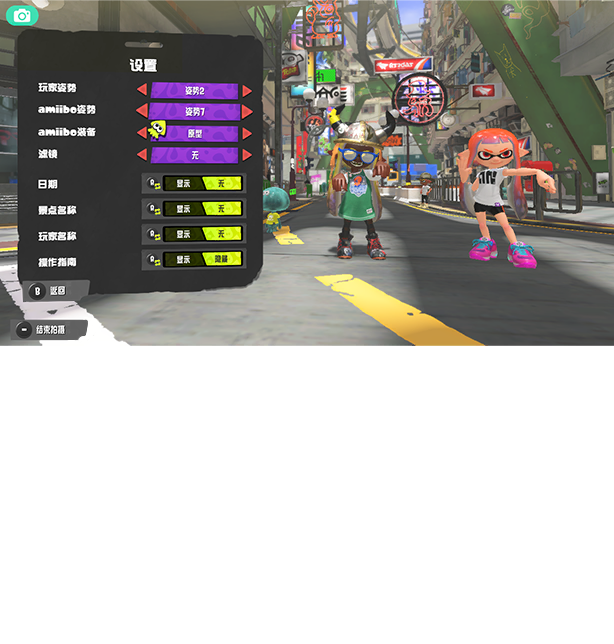 设置
玩家姿势 姿势2
amiibo姿势 姿势7
amiibo装备 原型
滤镜 无
日期 R 显示 无
景点名称 R 显示 无
玩家名称 R 显示 无
操作指南 R 显示 隐藏
B 返回
结束拍摄